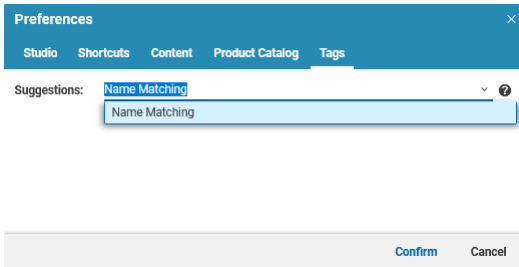 Preferences
Studio Shortcuts Content Product Catalog Tags
Suggestions: Name Matching
Name Matching
Confirm Cancel